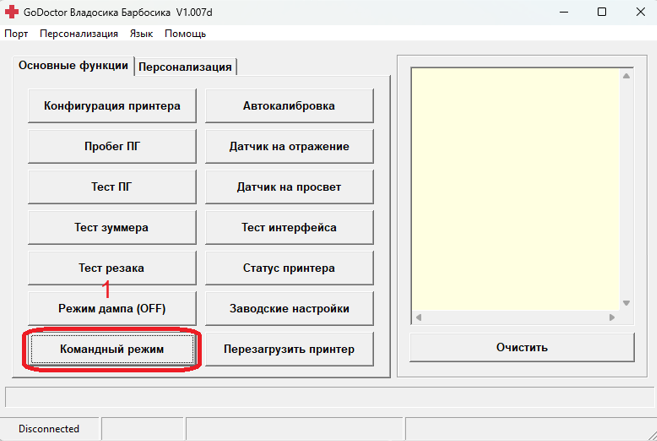 GoDoctor Владосика Барбосика V1.007d
Порт Персонализация Язык Помощь
Основные функции Персонализация
Конфигурация принтера Автокалибровка
Пробег ПГ Датчик на отражение
Тест ПГ Датчик на просвет
Тест зуммера Тест интерфейса
Тест резака Статус принтера
1
Режим дампа (OFF) Заводские настройки
Командный режим Перезагрузить принтер
Очистить
Disconnected